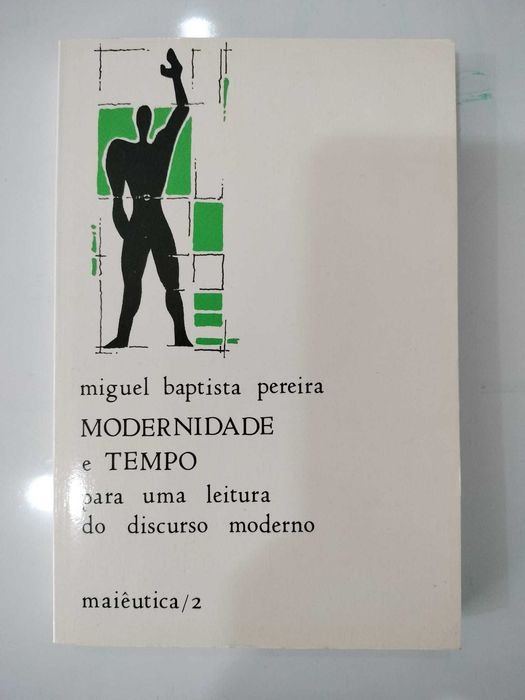 miguel baptista pereira
MODERNIDADE
e TEMPO
para uma leitura
do discurso moderno
maiêutica/2